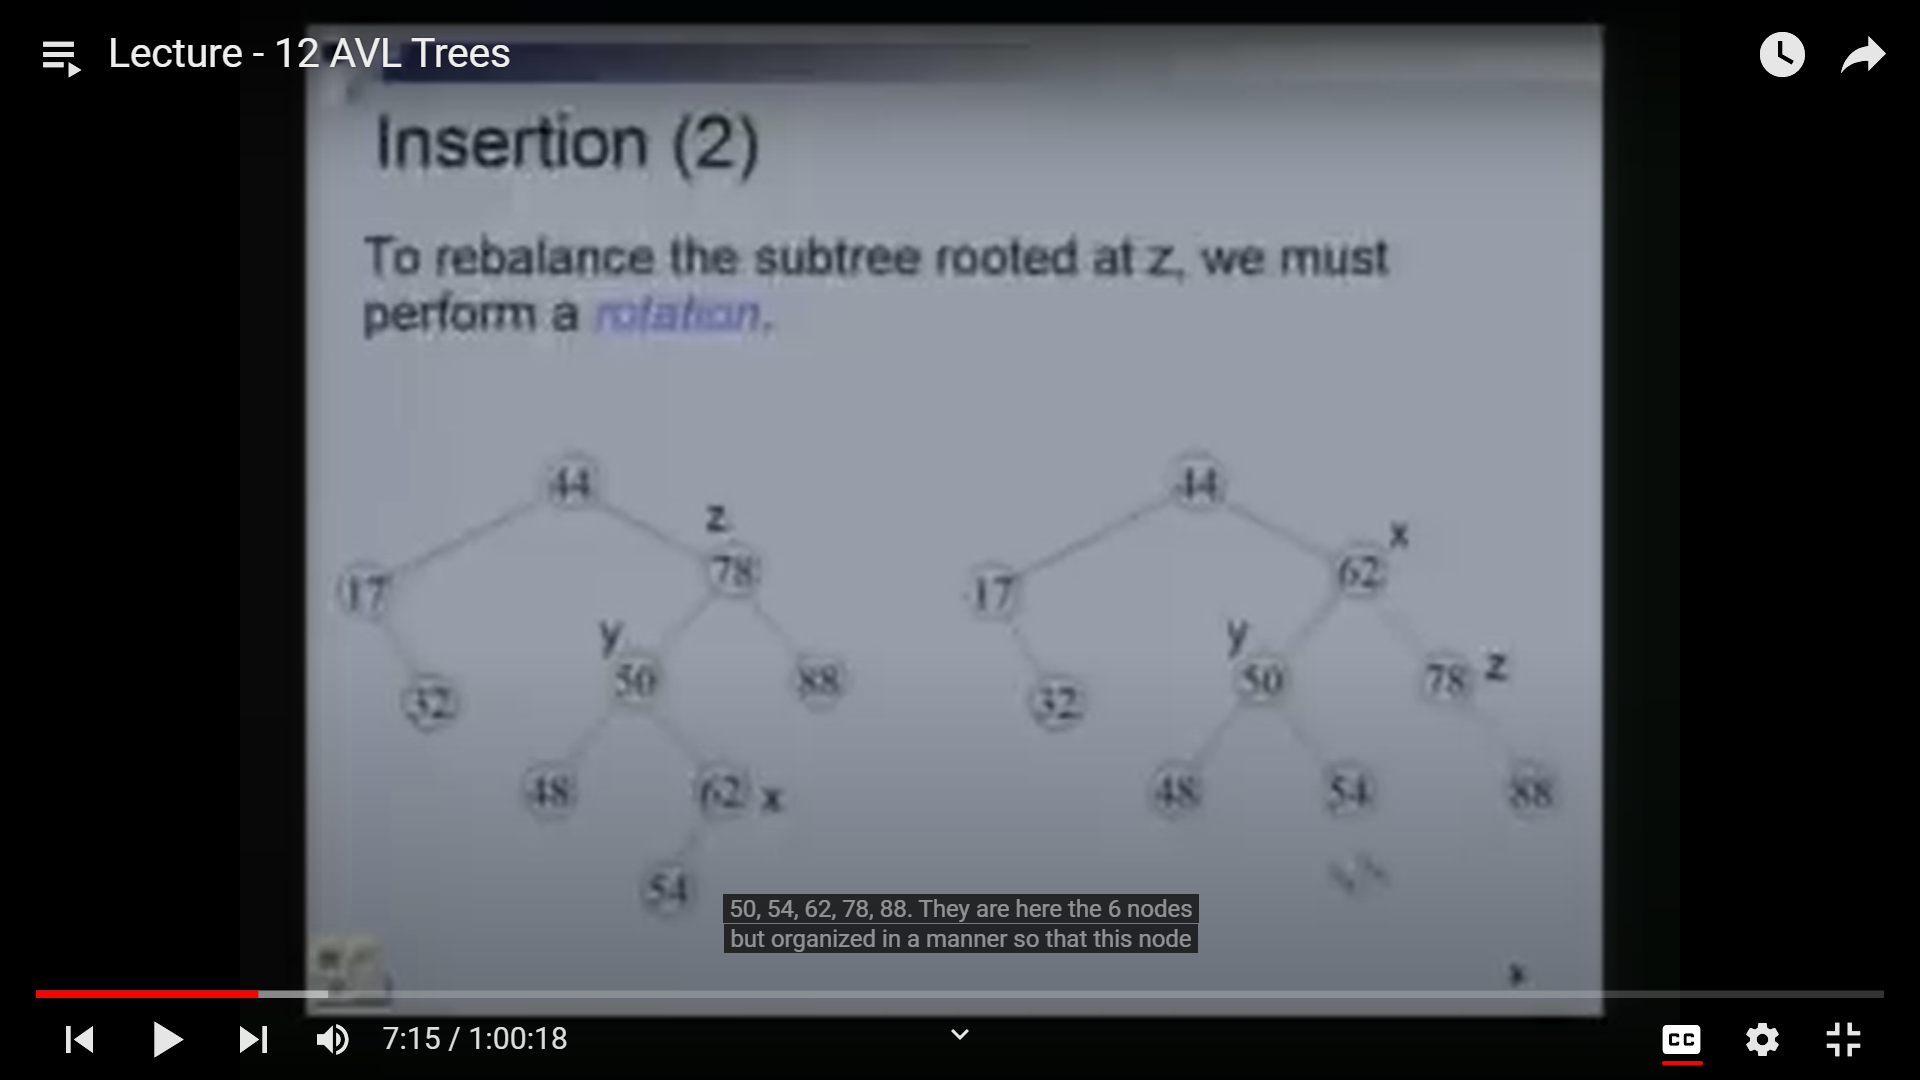 Lecture - 12 AVL Trees
Insertion (2)
To rebalance the subtree rooted at z, we must
perform a rotation.
44
z
78
17
y
50
88
32
48
62 x
54
44
x
62
17
y
50
78 z
32
48
54
88
50, 54, 62, 78, 88. They are here the 6 nodes
but organized in a manner so that this node
7:15 / 1:00:18
CC